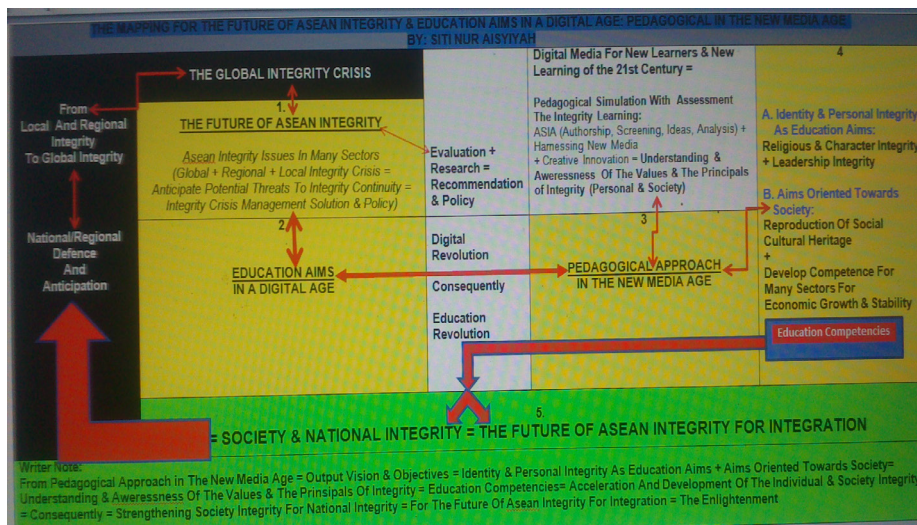 THE MAPPING FOR THE FUTURE OF ASEAN INTEGRITY & EDUCATION AIMS IN A DIGITAL AGE: PEDAGOGICAL IN THE NEW MEDIA AGE
BY: SITI NUR AISYIYAH
THE GLOBAL INTEGRITY CRISIS
From
Local And Regional
Integrity
To Global Integrity
National/Regional
Defence
And
Anticipation
1.
THE FUTURE OF ASEAN INTEGRITY
Asean Integrity Issues In Many Sectors
(Global + Regional + Local Integrity Crisis =
Anticipate Potential Threats To Integrity Continuity =
Integrity Crisis Management Solution & Policy)
2.
EDUCATION AIMS
IN A DIGITAL AGE
Evaluation +
Research =
Recommendation
& Policy
Digital
Revolution
Consequently
Education
Revolution
Digital Media For New Learners & New
Learning of the 21st Century =
Pedagogical Simulation With Assessment
The Integrity Learning:
ASIA (Authorship, Screening, Ideas, Analysis) +
Harnessing New Media
+ Creative Innovation = Understanding &
Aweressness Of The Values & The Principals
of Integrity (Personal & Society)
3
PEDAGOGICAL APPROACH
IN THE NEW MEDIA AGE
4
A. Identity & Personal Integrity
As Education Aims:
Religious & Character Integrity
+ Leadership Integrity
B. Aims Oriented Towards
Society:
Reproduction Of Social
Cultural Heritage
+
Develop Competence For
Many Sectors For
Economic Growth & Stability
Education Competencies
5.
= SOCIETY & NATIONAL INTEGRITY = THE FUTURE OF ASEAN INTEGRITY FOR INTEGRATION
Writer Note:
From Pedagogical Approach in The New Media Age = Output Vision & Objectives = Identity & Personal Integrity As Education Aims + Aims Oriented Towards Society=
Understanding & Aweressness Of The Values & The Prinsipals Of Integrity = Education Competencies= Acceleration And Development Of The Individual & Society Integrity
= Consequently = Strengthening Society Integrity For National Integrity = For The Future Of Asean Integrity For Integration = The Enlightenment